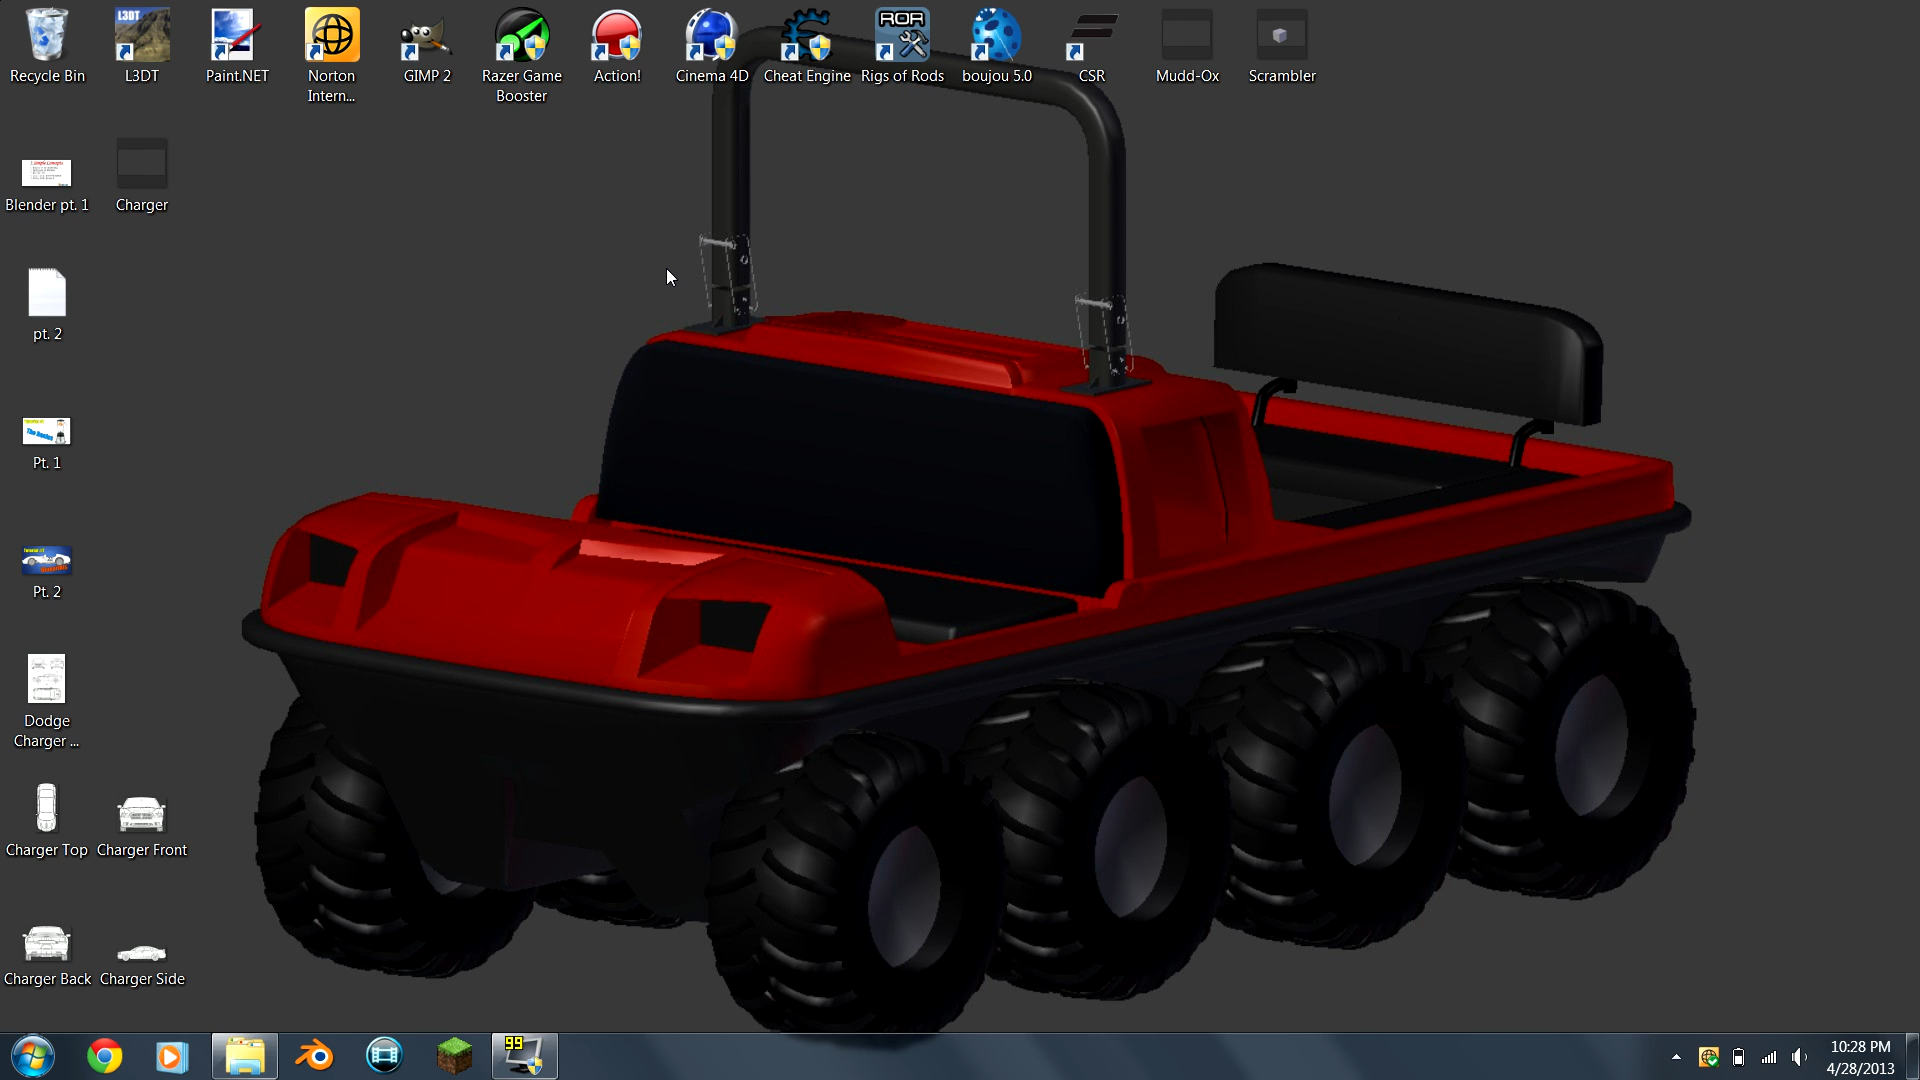 Recycle Bin
L3DT
L3DT
Paint.NET
Norton
Intern...
GIMP 2
Razer Game
Booster
Action!
Cinema 4D
Cheat Engine
ROR
Rigs of Rods
boujou 5.0
CSR
Mudd-Ox
Scrambler
Blender pt. 1
Charger
pt. 2
Pt. 1
Pt. 2
Dodge
Charger ...
Charger Top
Charger Front
Charger Back
Charger Side
99
10:28 PM
4/28/2013